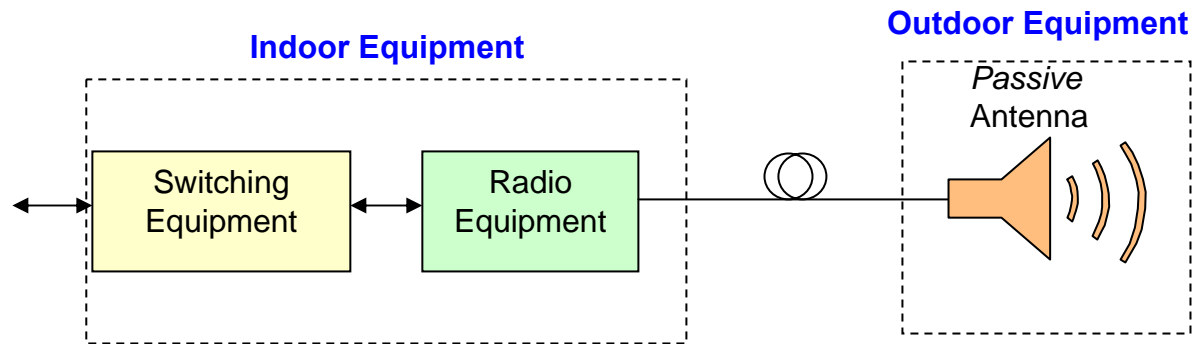 Indoor Equipment
Outdoor Equipment
Switching
Equipment
Radio
Equipment
Passive
Antenna